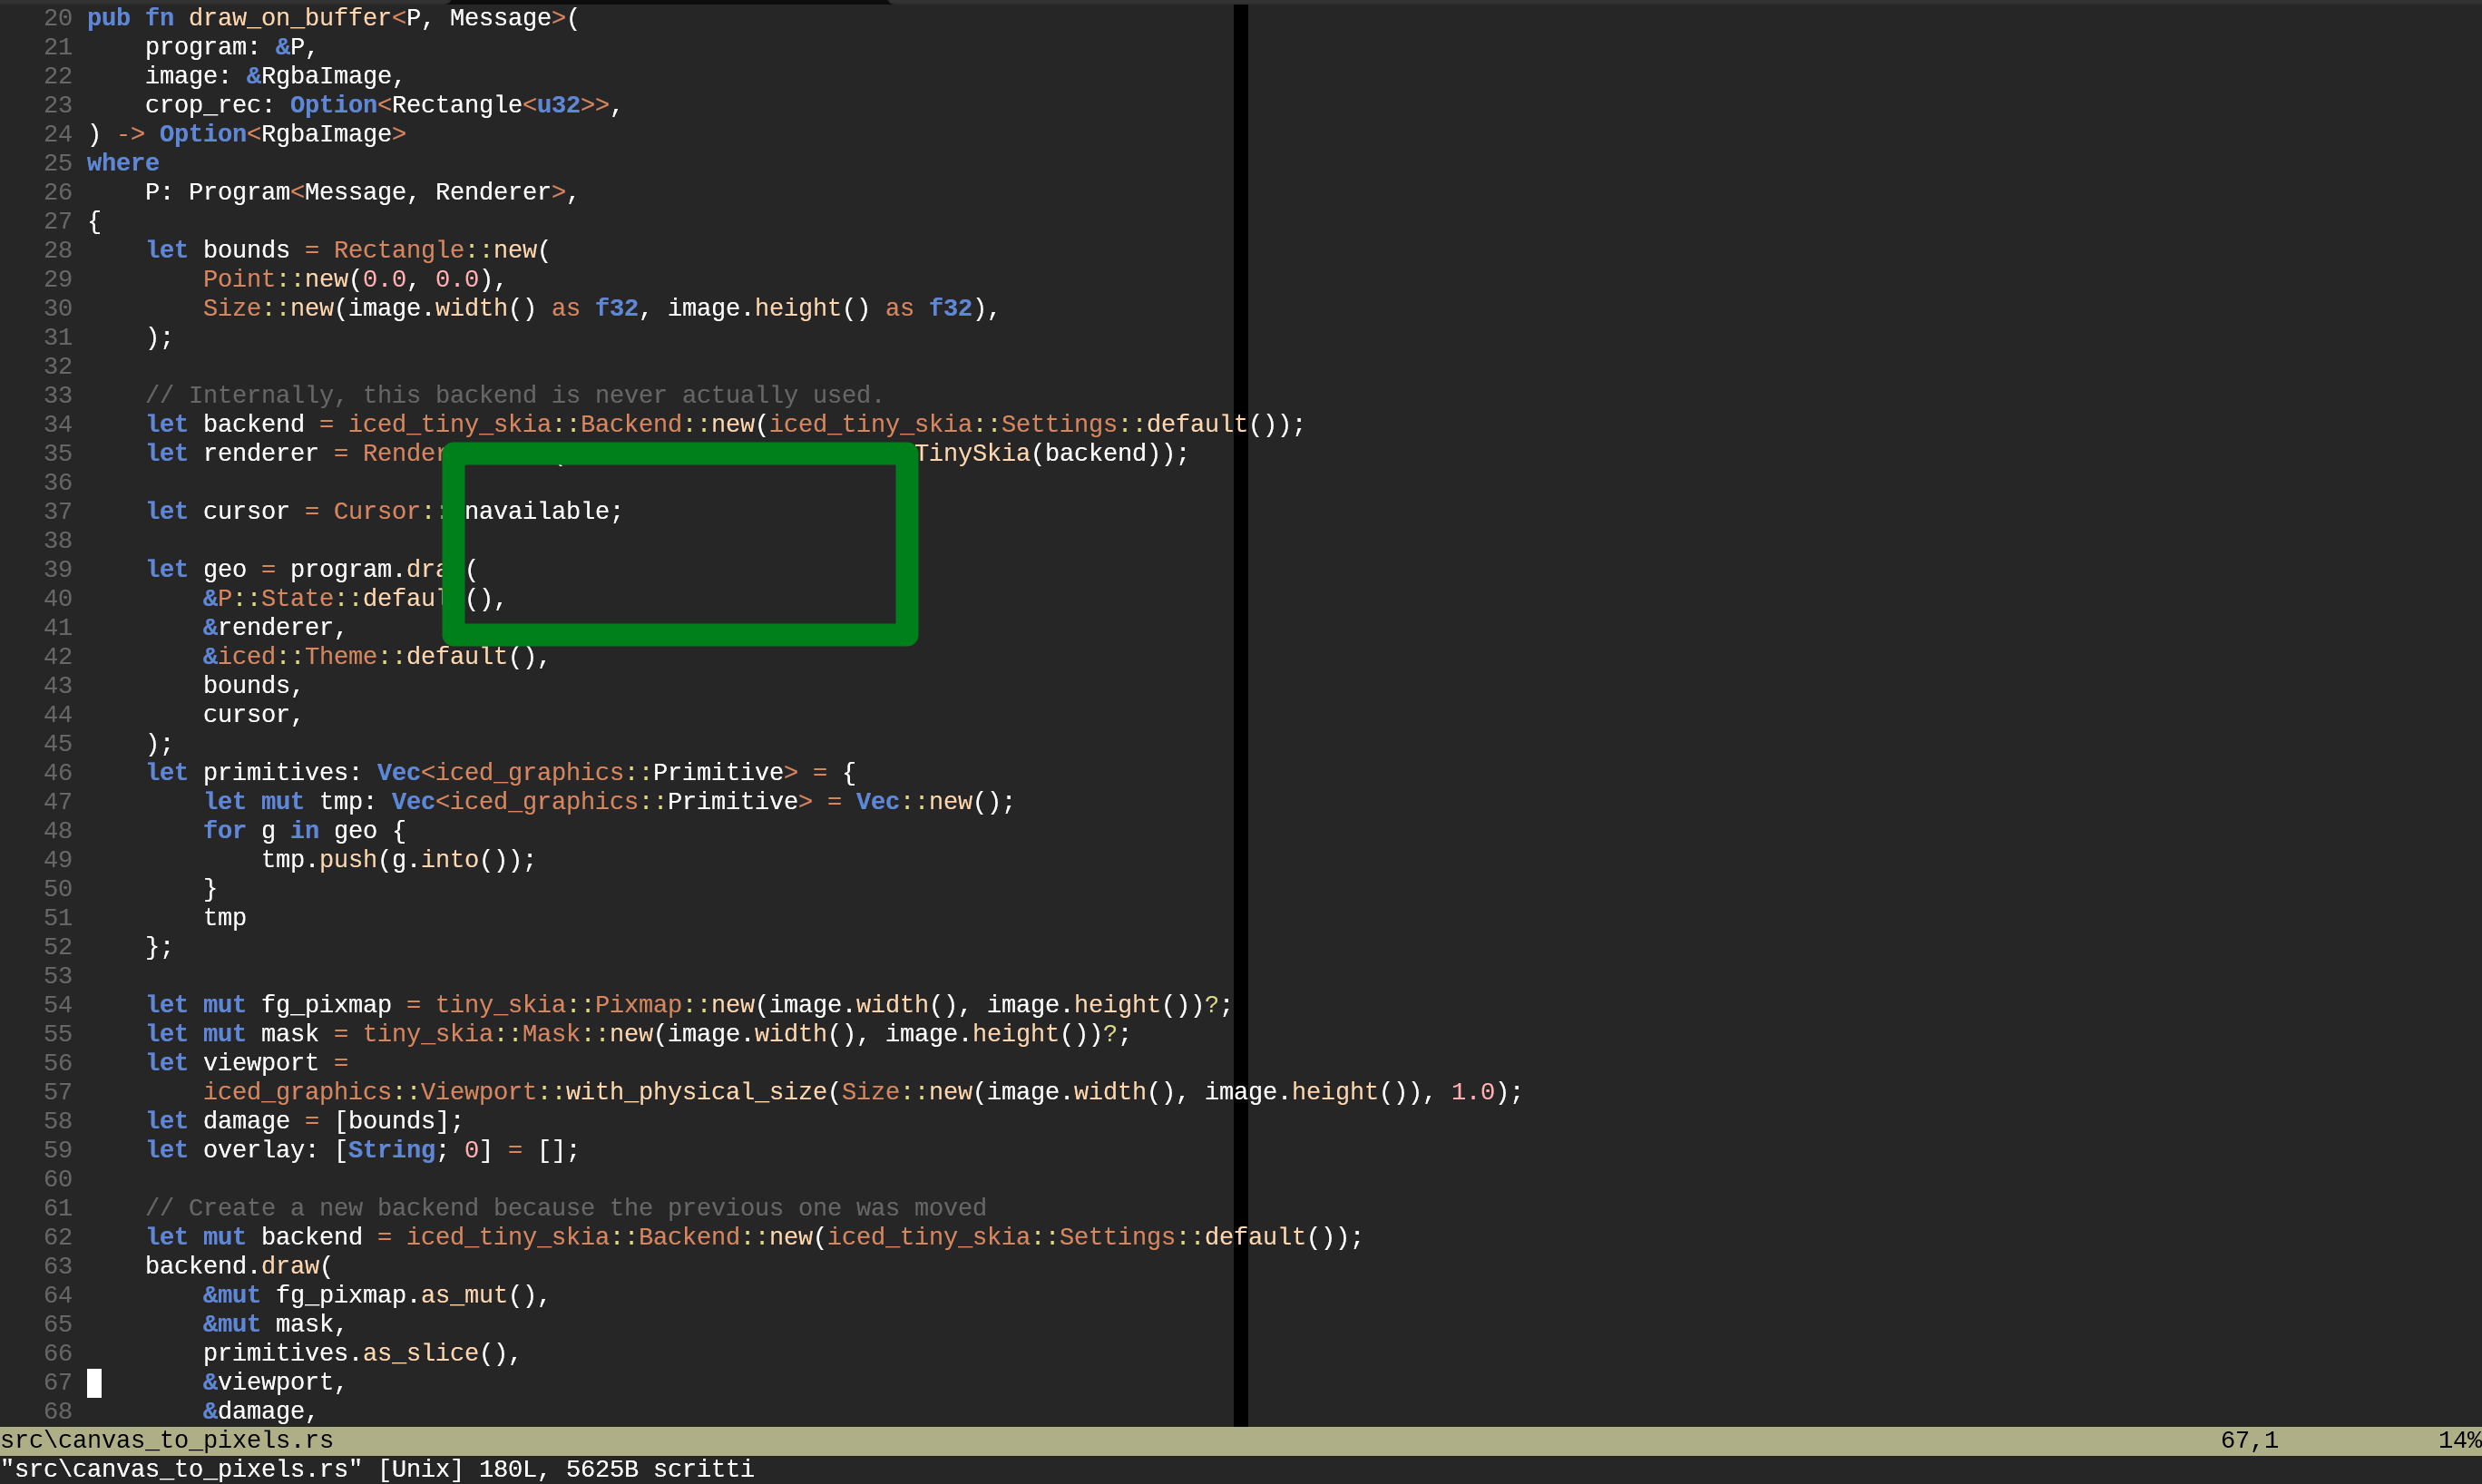 20 pub fn draw_on_buffer<P, Message>(
21     program: &P,
22     image: &RgbaImage,
23     crop_rec: Option<Rectangle<u32>>,
24 ) -> Option<RgbaImage>
25 where
26     P: Program<Message, Renderer>,
27 {
28     let bounds = Rectangle::new(
29         Point::new(0.0, 0.0),
30         Size::new(image.width() as f32, image.height() as f32),
31     );
32
33     // Internally, this backend is never actually used.
34     let backend = iced_tiny_skia::Backend::new(iced_tiny_skia::Settings::default());
35     let renderer = TinySkia(backend));
36
37     let cursor = Cursor::
38
39     let geo = program.
40         &P::State::
41         &renderer,
42         &iced::Theme::default(),
43         bounds,
44         cursor,
45     );
46     let primitives: Vec<iced_graphics::Primitive> = {
47         let mut tmp: Vec<iced_graphics::Primitive> = Vec::new();
48         for g in geo {
49             tmp.push(g.into());
50         }
51         tmp
52     };
53
54     let mut fg_pixmap = tiny_skia::Pixmap::new(image.width(), image.height())?;
55     let mut mask = tiny_skia::Mask::new(image.width(), image.height())?;
56     let viewport =
57         iced_graphics::Viewport::with_physical_size(Size::new(image.width(), image.height()), 1.0);
58     let damage = [bounds];
59     let overlay: [String; 0] = [];
60
61     // Create a new backend because the previous one was moved
62     let mut backend = iced_tiny_skia::Backend::new(iced_tiny_skia::Settings::default());
63     backend.draw(
64         &mut fg_pixmap.as_mut(),
65         &mut mask,
66         primitives.as_slice(),
67         &viewport,
68         &damage,
src\canvas_to_pixels.rs 67,1 14%
"src\canvas_to_pixels.rs" [Unix] 180L, 5625B scritti